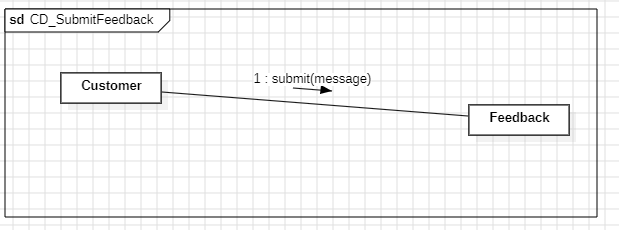 sd CD_SubmitFeedback
1 : submit(message)
Customer
Feedback